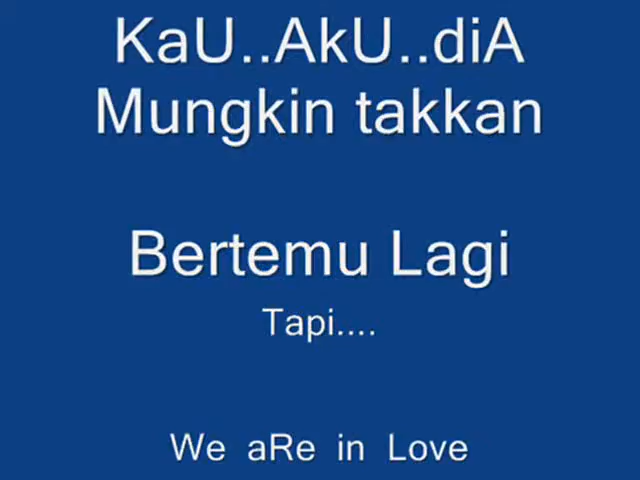 KaU..AkU..diA
Mungkin takkan
Bertemu Lagi
Tapi....
We aRe in Love